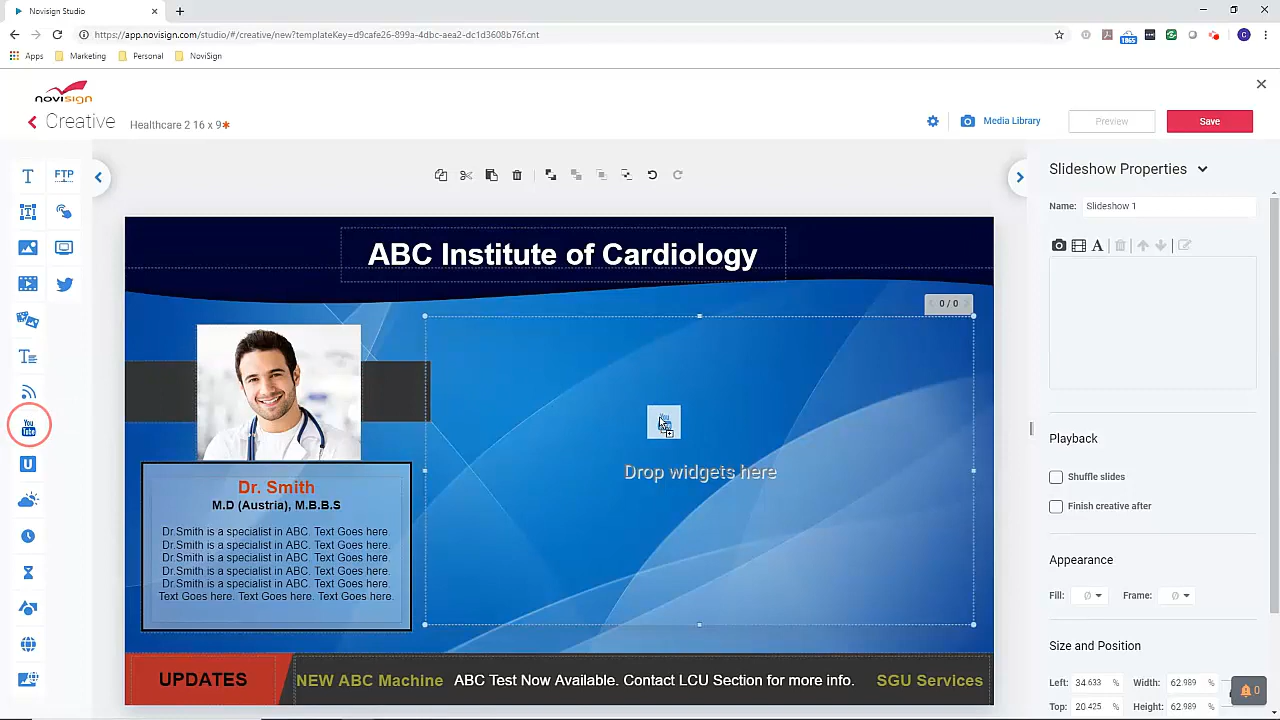 Novisign Studio
https://app.novisign.com/studio/#/creative/new?templateKey=d9cafe26-899a-4dbc-aea2-dc1d3608b76f.cnt
1065
C
Apps Marketing Personal NoviSign
novisign
Creative Healthcare 2 16 x 9*
Media Library Preview Save
T FTP
T
T
You Tube
U
Slideshow Properties
Name: Slideshow 1
A
ABC Institute of Cardiology
0 / 0
Drop widgets here
Dr. Smith
M.D (Austria), M.B.B.S
Dr.Smith is a specialist in ABC. Text Goes here.
Dr.Smith is a specialist in ABC. Text Goes here.
Dr.Smith is a specialist in ABC. Text Goes here.
Dr.Smith is a specialist in ABC. Text Goes here.
Dr.Smith is a specialist in ABC. Text Goes here.
Text Goes here. Text Goes here. Text Goes here.
UPDATES
NEW ABC Machine ABC Test Now Available. Contact LCU Section for more info. SGU Services
Playback
Shuffle slides
Finish creative after
Appearance
Fill: Frame:
Size and Position
Left: 34.633 % Width: 62.989 %
Top: 20.425 % Height: 62.989 %
0